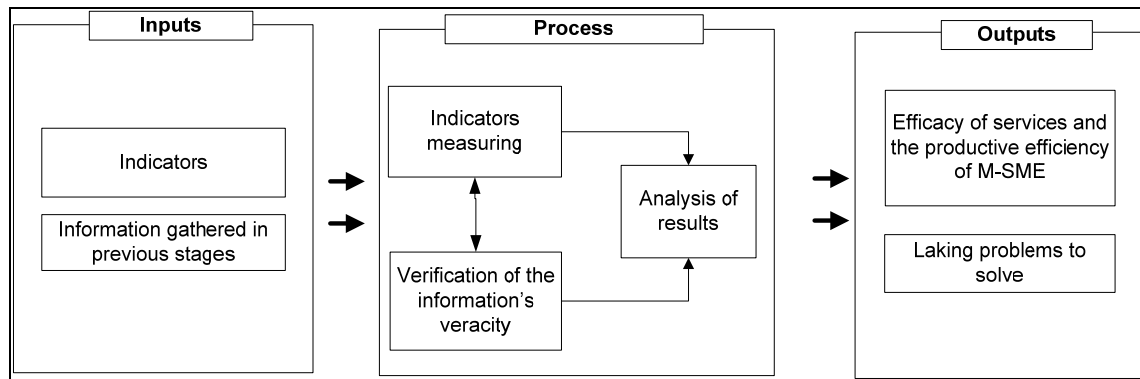 Inputs
Indicators
Information gathered in
previous stages
Process
Indicators
measuring
Verification of the
information’s
veracity
Analysis of
results
Outputs
Efficacy of services and
the productive efficiency
of M-SME
Laking problems to
solve